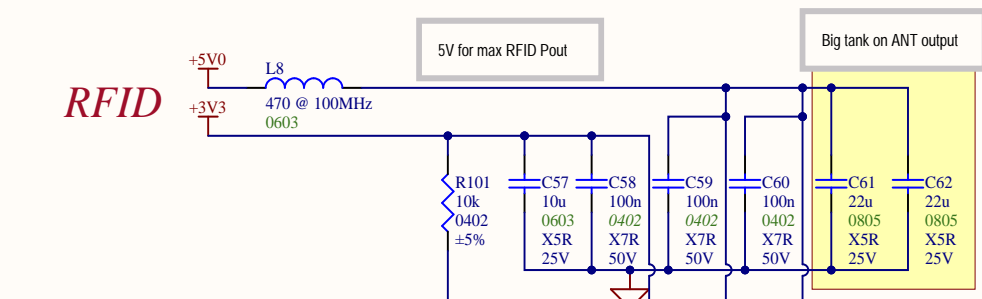 5V for max RFID Pout
Big tank on ANT output
RFID
+5V0
L8
470 @ 100MHz
0603
+3V3
R101
10k
0402
±5%
C57
10u
0603
X5R
25V
C58
100n
0402
X7R
50V
C59
100n
0402
X7R
50V
C60
100n
0402
X7R
50V
C61
22u
0805
X5R
25V
C62
22u
0805
X5R
25V